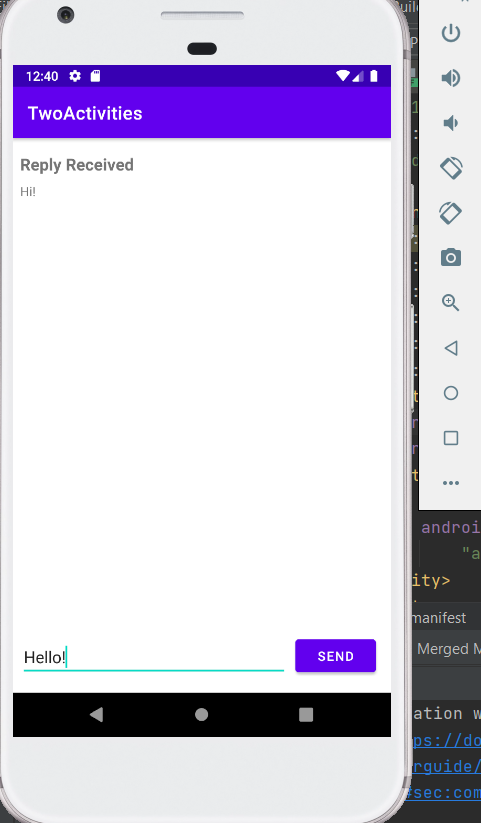 12:40
TwoActivities
Reply Received
Hi!
Hello!
SEND
androi
"a
ity>
manifest
Merged M
ation w
ps://do
rguide/
#sec:com